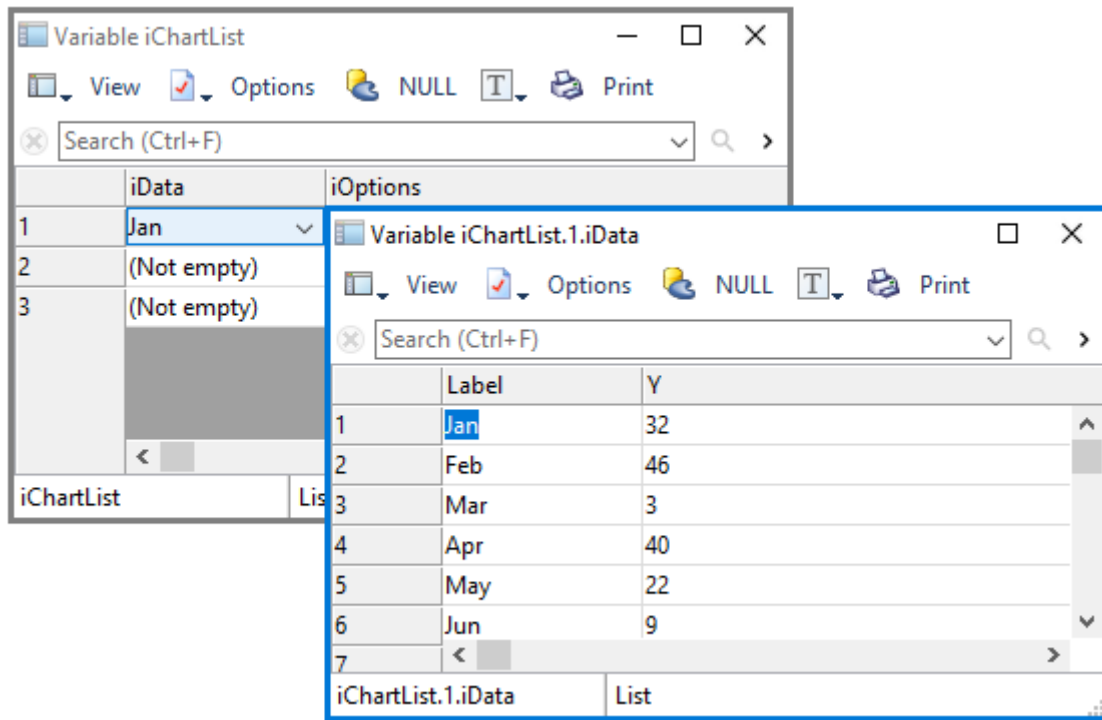 Variable iChartList
View Options NULL T Print
Search (Ctrl+F)
iData iOptions
1 Jan
2 (Not empty)
3 (Not empty)
iChartList Lis
Variable iChartList.1.iData
View Options NULL T Print
Search (Ctrl+F)
Label Y
1 Jan 32
2 Feb 46
3 Mar 3
4 Apr 40
5 May 22
6 Jun 9
7
iChartList.1.iData List